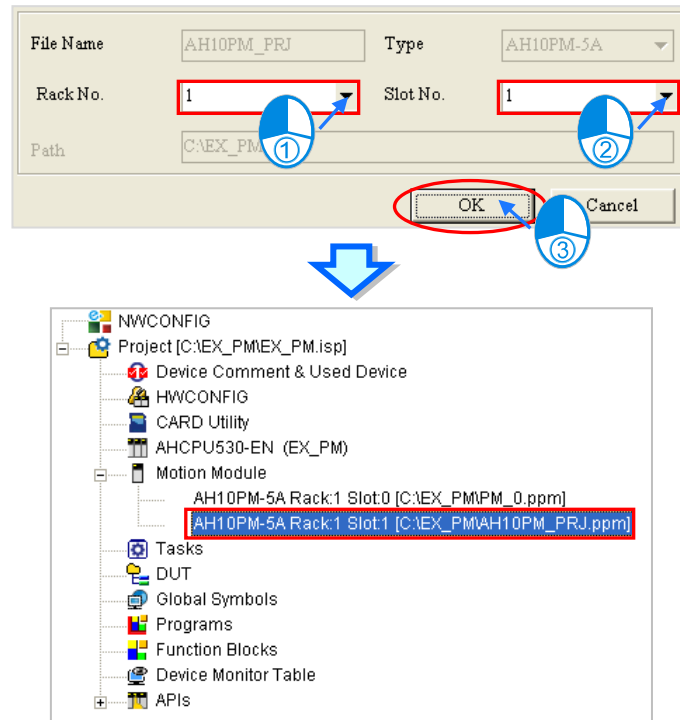 File Name AH10PM_PRJ Type AH10PM-5A
Rack No. 1 Slot No. 1
① ②
Path C:\EX_PM
OK Cancel
③
NWCONFIG
Project [C:\EX_PM\EX_PM.isp]
Device Comment & Used Device
HWCONFIG
CARD Utility
AHCPU530-EN (EX_PM)
Motion Module
AH10PM-5A Rack:1 Slot:0 [C:\EX_PM\PM_0.ppm]
AH10PM-5A Rack:1 Slot:1 [C:\EX_PM\AH10PM_PRJ.ppm]
Tasks
DUT
Global Symbols
Programs
Function Blocks
Device Monitor Table
APIs